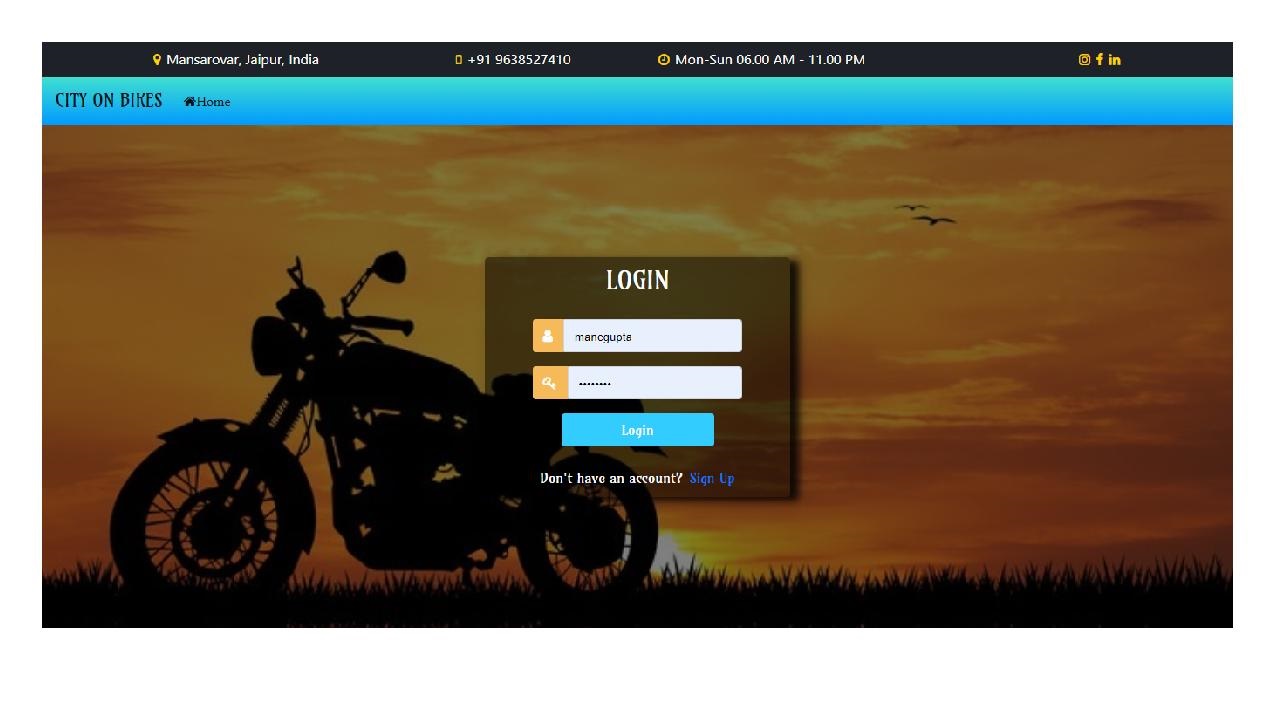 Mansarovar, Jaipur, India +91 9638527410 Mon-Sun 06.00 AM - 11.00 PM
CITY ON BIKES Home
LOGIN
mancgupta
Login
Don't have an account? Sign Up